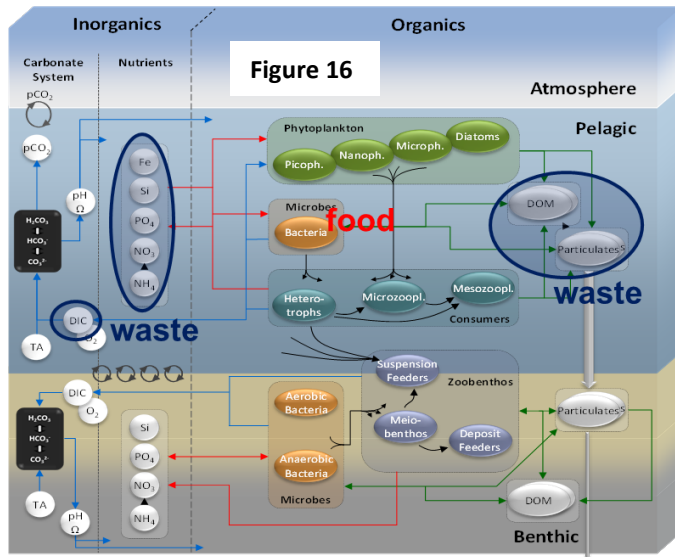 Inorganics
Organics
Carbonate
System
Nutrients
Figure 16
Atmosphere
pCO₂
Pelagic
pCO₂
Phytoplankton
Picoph.
Nanoph.
Microph.
Diatoms
Fe
Si
PO₄
NO₃
NH₄
pH
Ω
H₂CO₃
HCO₃⁻
CO₃²⁻
Microbes
Bacteria
food
DOM
Particulatesˢ
waste
Hetero-
trophs
Microzoopl.
Mesozoopl.
Consumers
DIC
O₂
waste
TA
Suspension
Feeders
Zoobenthos
Meio-
benthos
Deposit
Feeders
DIC
O₂
H₂CO₃
HCO₃⁻
CO₃²⁻
TA
pH
Ω
Si
PO₄
NO₃
NH₄
Aerobic
Bacteria
Anaerobic
Bacteria
Microbes
Particulatesˢ
DOM
Benthic